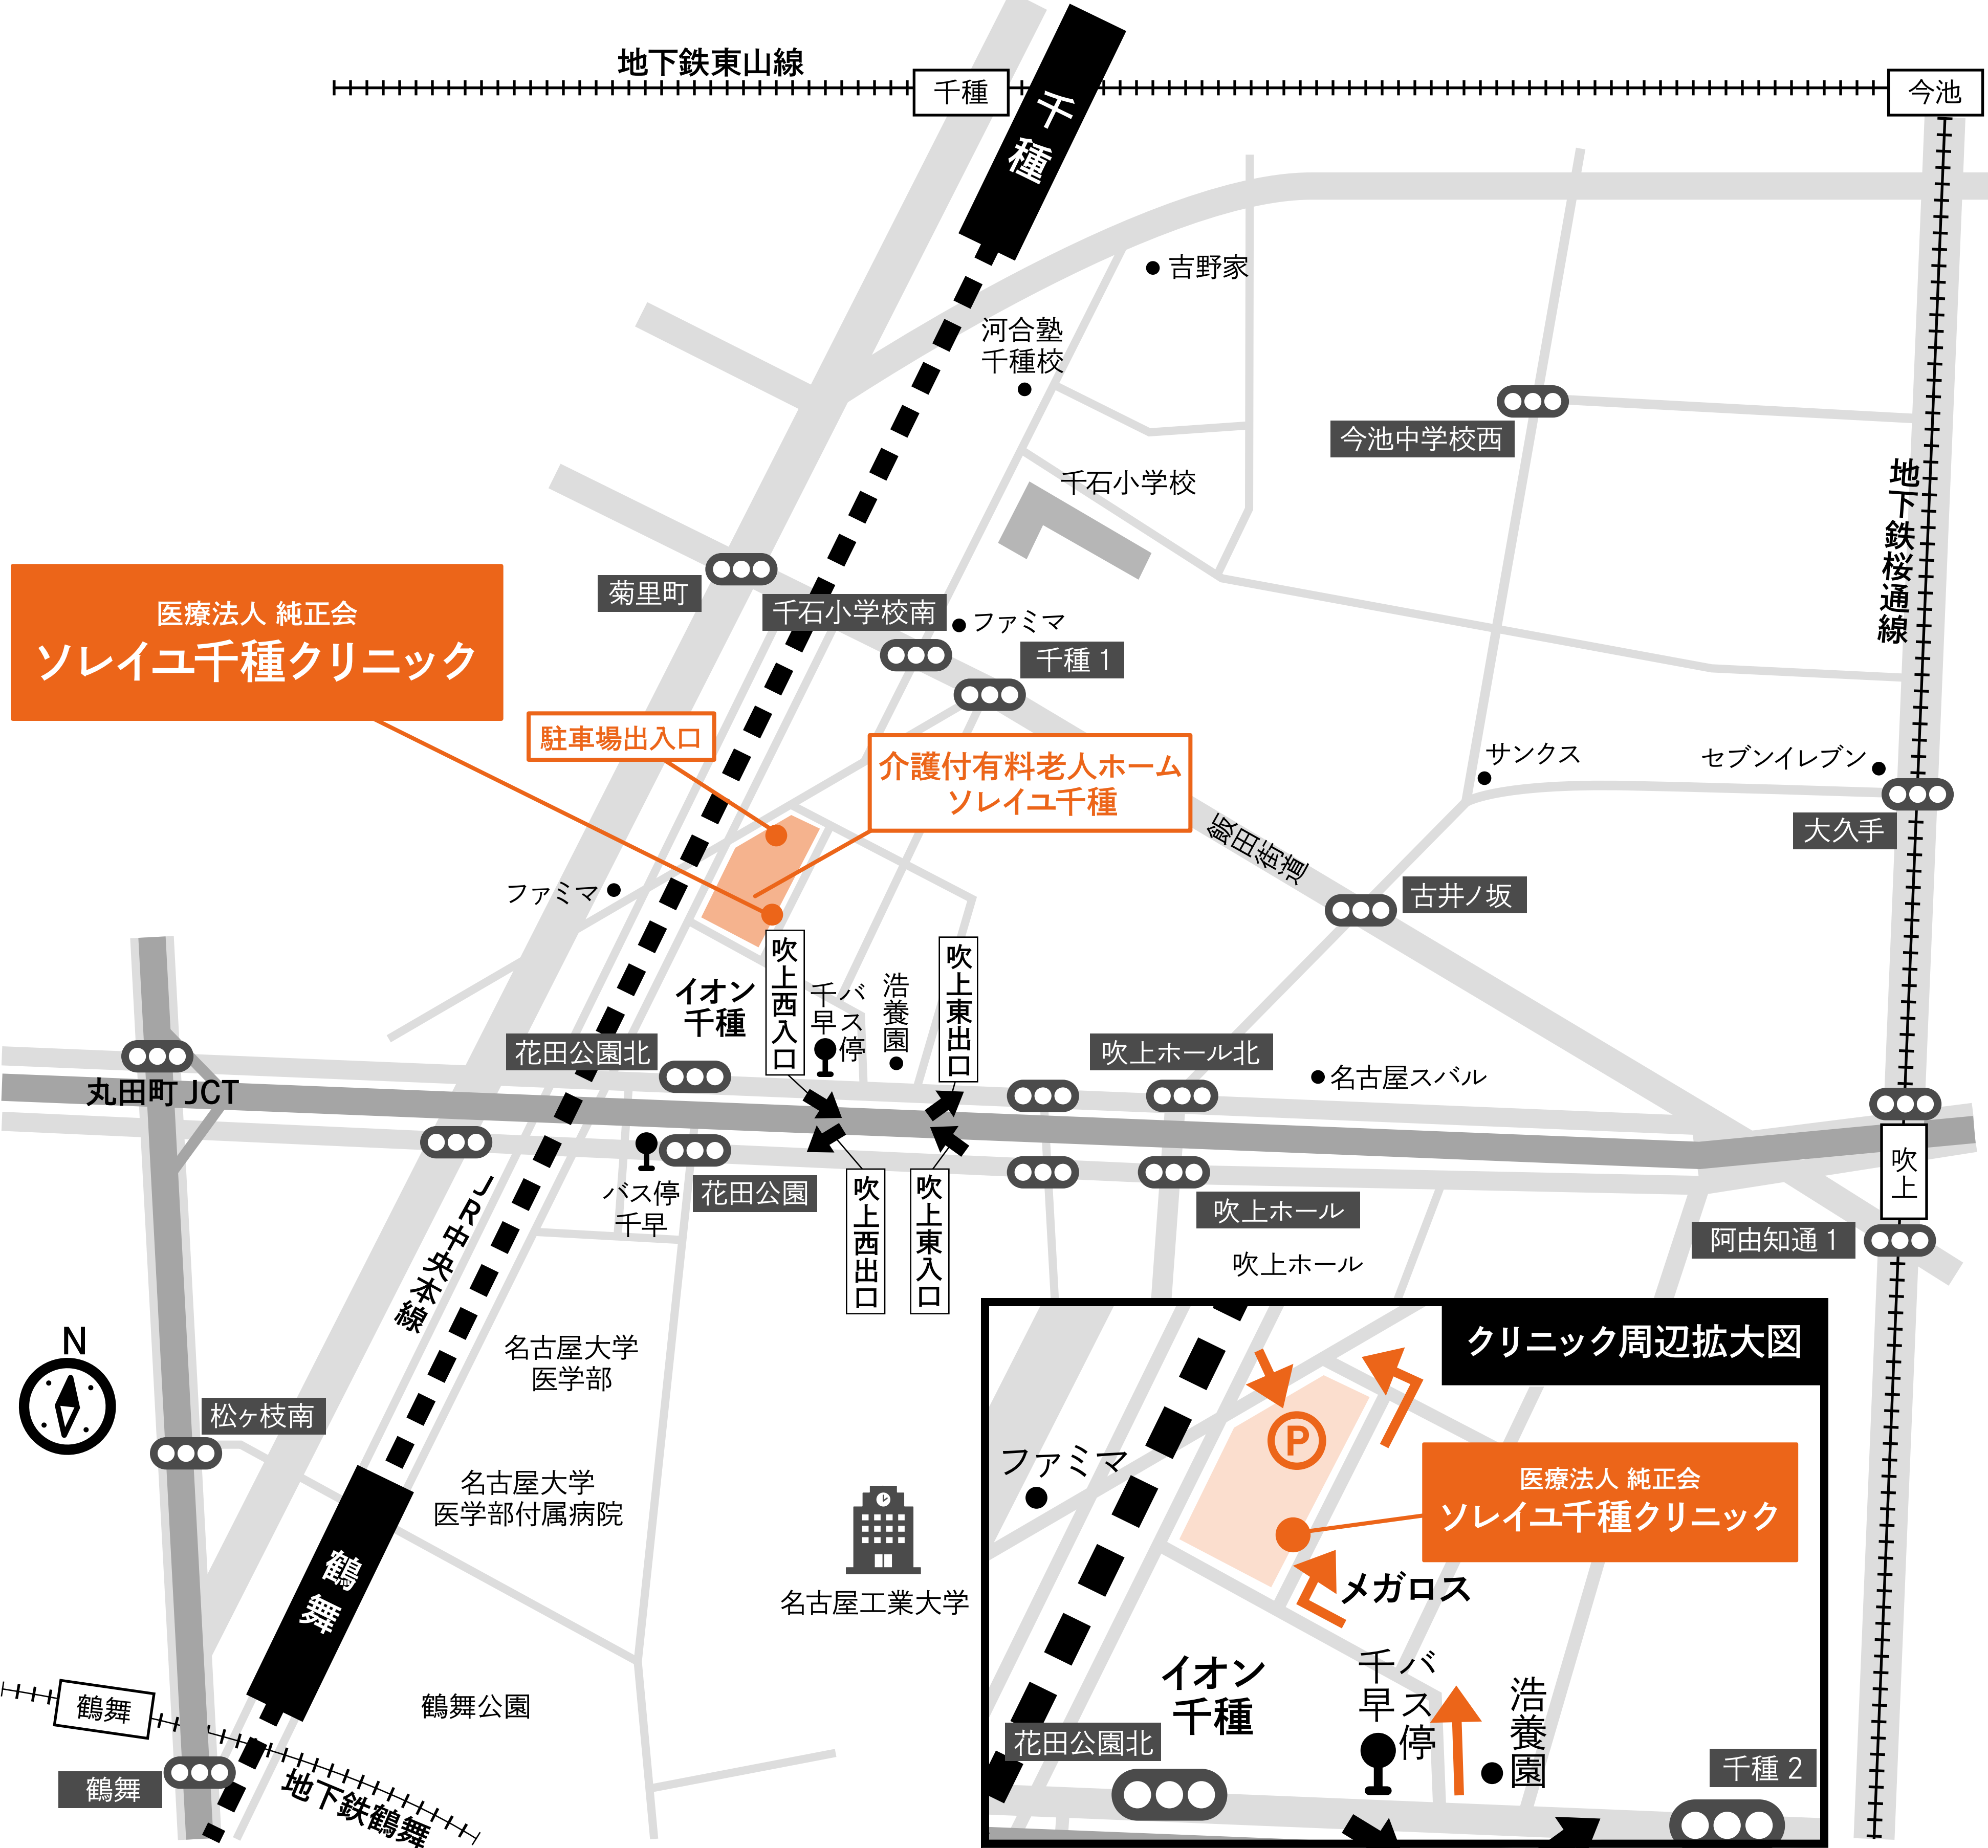 地下鉄東山線
千種
今池
千種
吉野家
河合塾
千種校
今池中学校西
千石小学校
地下鉄桜通線
菊里町
千石小学校南
ファミマ
千種 1
医療法人 純正会
ソレイユ千種クリニック
駐車場出入口
介護付有料老人ホーム
ソレイユ千種
サンクス
セブンイレブン
大久手
飯田街道
古井ノ坂
ファミマ
イオン
千種
吹上西入口
バス停
千早
浩養園
吹上東出口
花田公園北
吹上ホール北
名古屋スバル
丸田町 JCT
バス停
千早
花田公園
吹上西出口
吹上東入口
吹上ホール
吹上ホール
吹上
阿由知通 1
JR中央本線
N
名古屋大学
医学部
松ヶ枝南
名古屋大学
医学部付属病院
鶴舞
名古屋工業大学
鶴舞公園
鶴舞
鶴舞
地下鉄鶴舞
クリニック周辺拡大図
P
ファミマ
医療法人 純正会
ソレイユ千種クリニック
メガロス
イオン
千種
バス停
千早
浩養園
花田公園北
千種 2